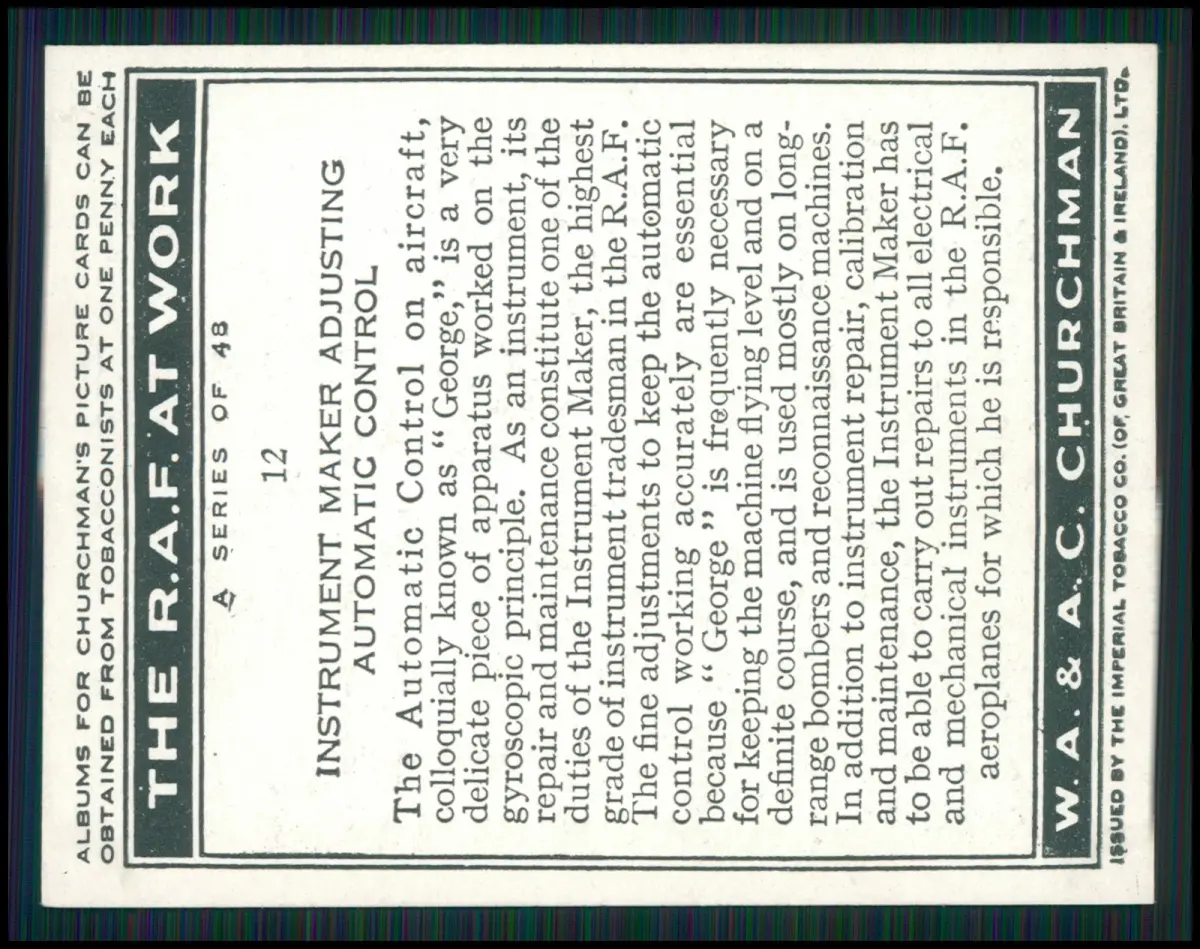 ALBUMS FOR CHURCHMAN'S PICTURE CARDS CAN BE
OBTAINED FROM TOBACCONISTS AT ONE PENNY EACH
THE R.A.F. AT WORK
A SERIES OF 48
12
INSTRUMENT MAKER ADJUSTING
AUTOMATIC CONTROL
The Automatic Control on aircraft,
colloquially known as “George,” is a very
delicate piece of apparatus worked on the
gyroscopic principle. As an instrument, its
repair and maintenance constitute one of the
duties of the Instrument Maker, the highest
grade of instrument tradesman in the R.A.F.
The fine adjustments to keep the automatic
control working accurately are essential
because “George” is frequently necessary
for keeping the machine flying level and on a
definite course, and is used mostly on long-
range bombers and reconnaissance machines.
In addition to instrument repair, calibration
and maintenance, the Instrument Maker has
to be able to carry out repairs to all electrical
and mechanical instruments in the R.A.F.
aeroplanes for which he is responsible.
W. A. & A. C. CHURCHMAN
ISSUED BY THE IMPERIAL TOBACCO CO. (OF GREAT BRITAIN & IRELAND), LTD.